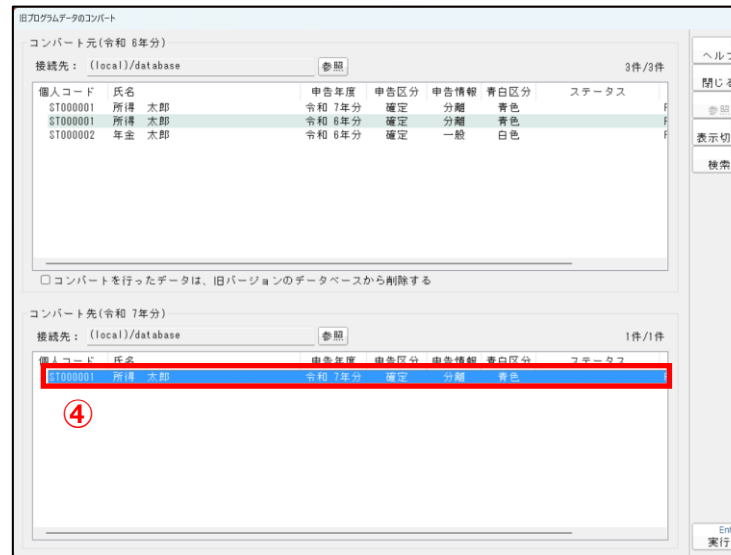 旧プログラムデータのコンバート
コンバート元(令和 6年分)
接続先： (local)/database 参照 3件/3件
個人コード 氏名 申告年度 申告区分 申告情報 青白区分 ステータス
ST000001 所得 太郎 令和 7年分 確定 分離 青色
ST000001 所得 太郎 令和 6年分 確定 分離 青色
ST000002 年金 太郎 令和 6年分 確定 一般 白色
□コンバートを行ったデータは、旧バージョンのデータベースから削除する
コンバート先(令和 7年分)
接続先： (local)/database 参照 1件/1件
個人コード 氏名 申告年度 申告区分 申告情報 青白区分 ステータス
ST000001 所得 太郎 令和 7年分 確定 分離 青色
④
ヘルプ
閉じる
参照
表示切
検索
Ent
実行